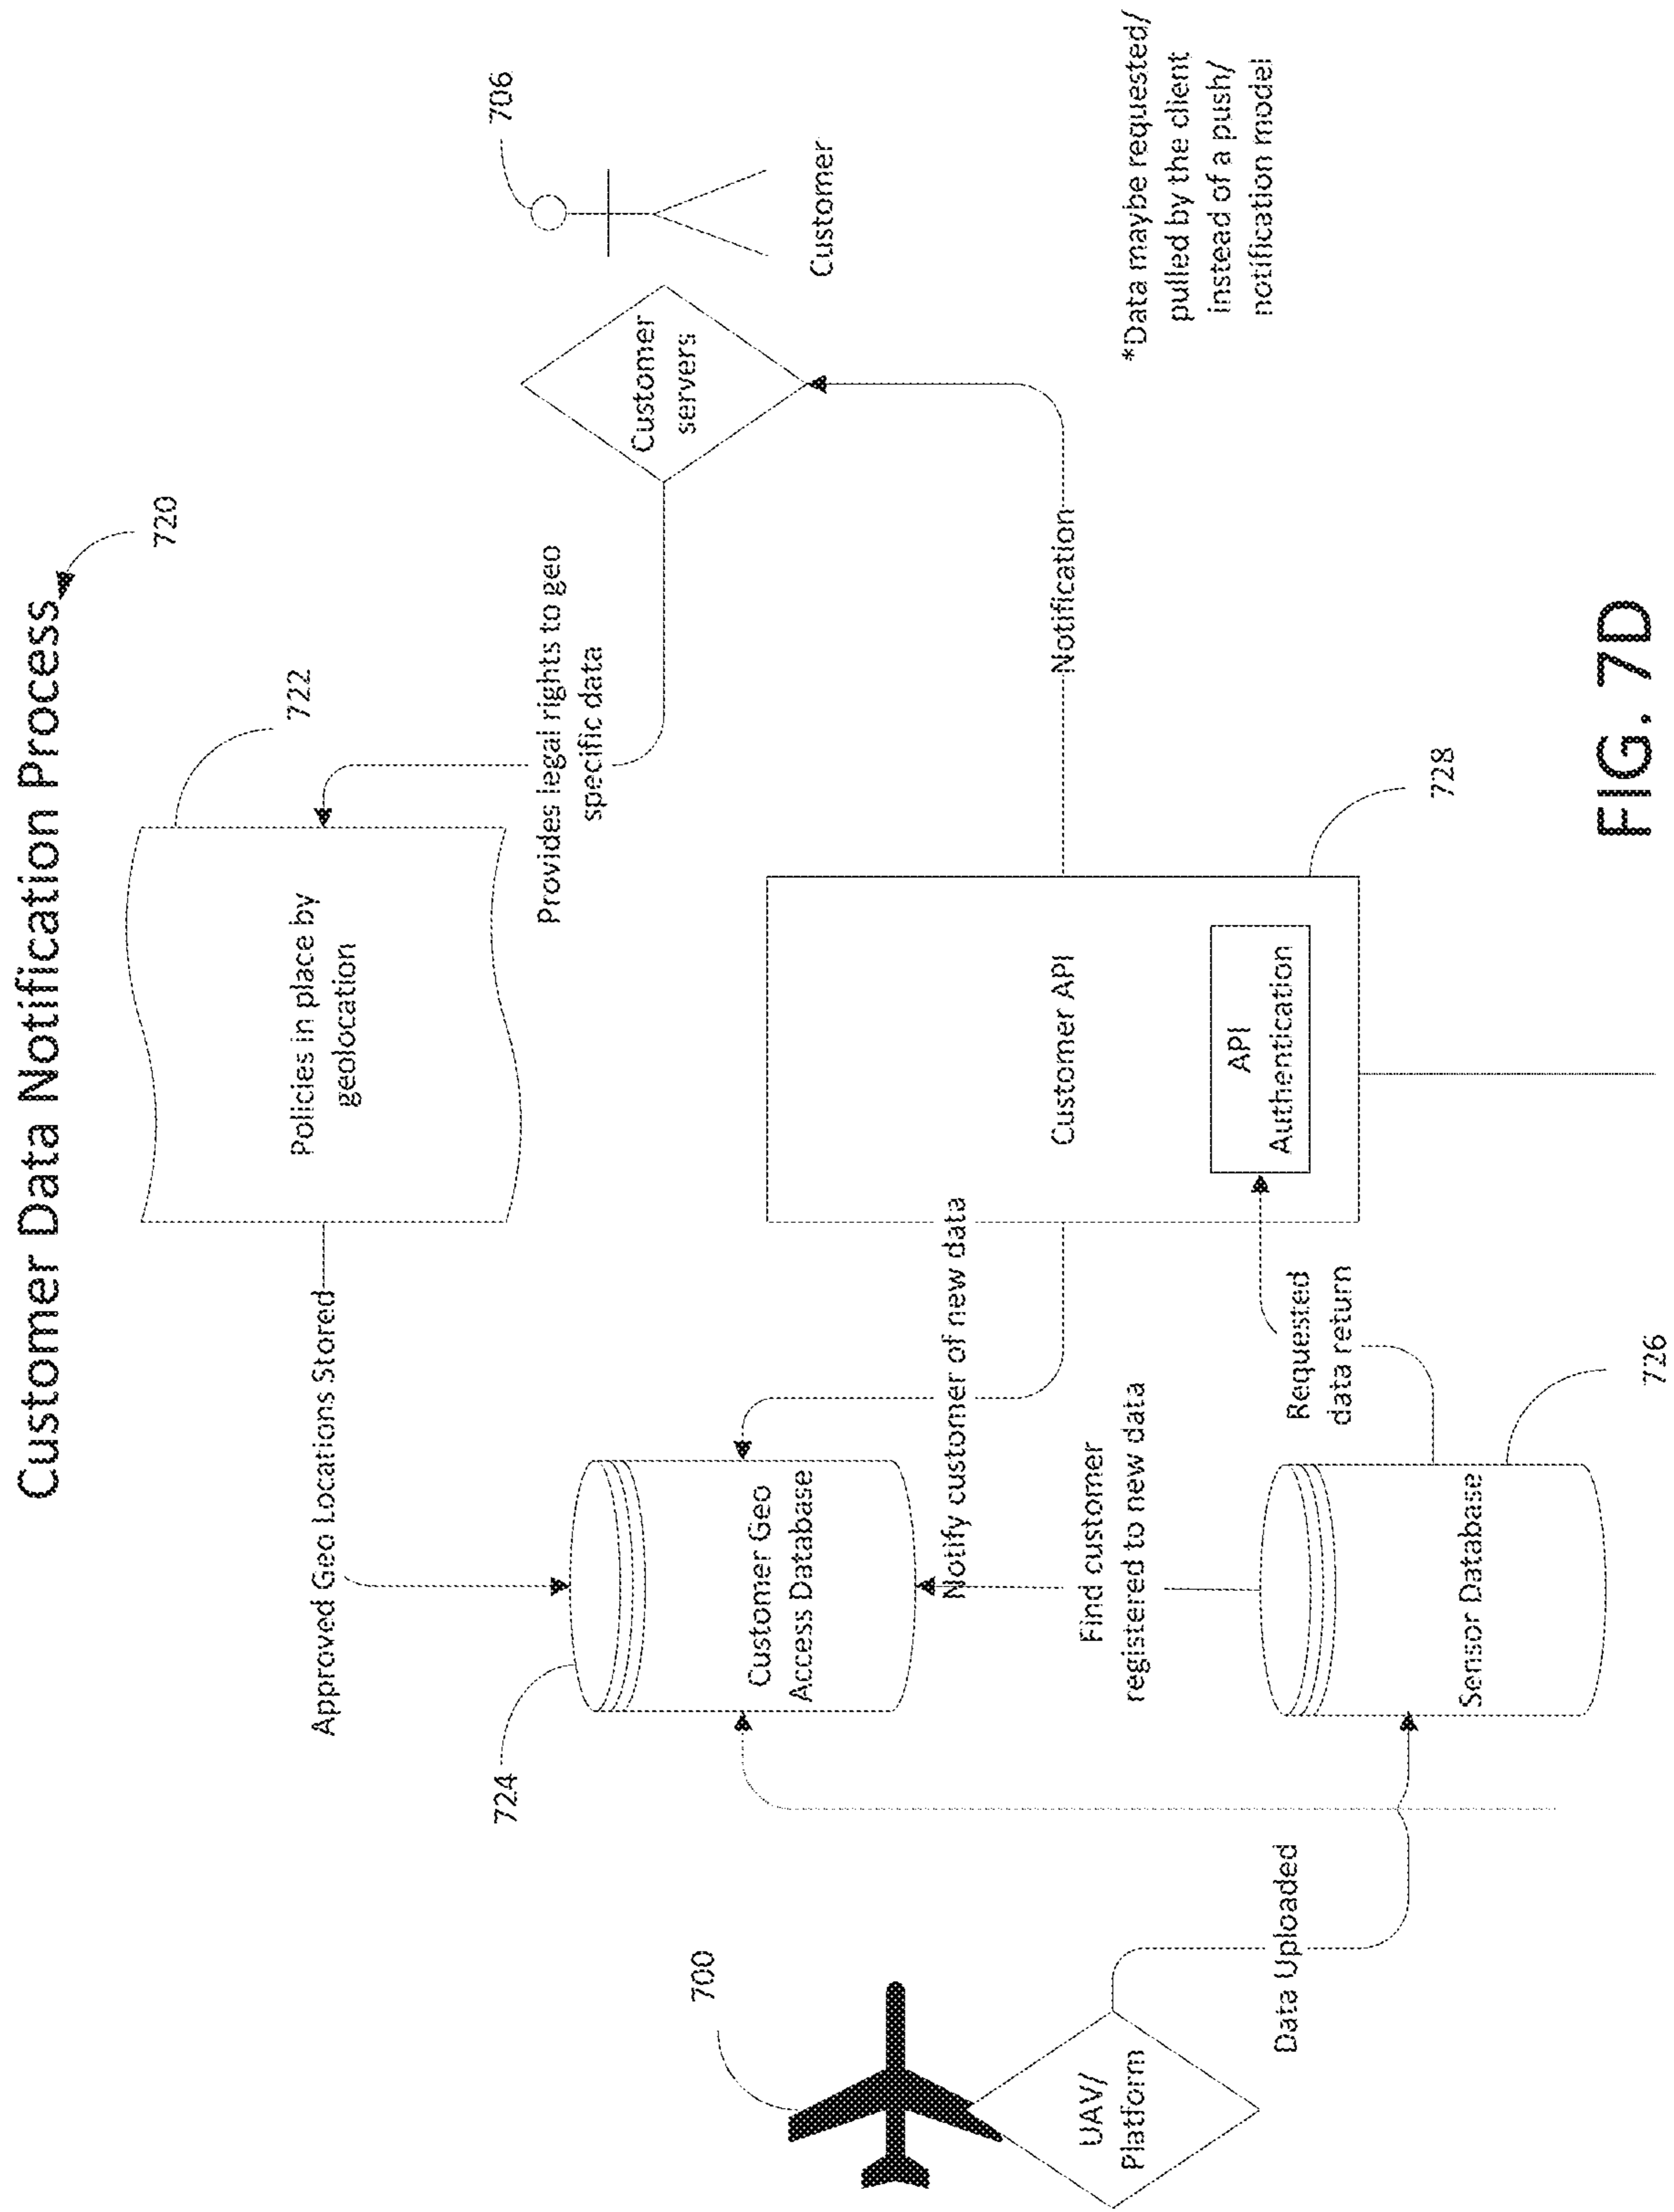 Customer Data Notification Process
720
722
Policies in place by
geolocation
Approved Geo Locations Stored
Provides legal rights to geo
specific data
706
Customer
Customer
servers
724
Customer Geo
Access Database
Notify customer of new data
Customer API
API
Authentication
Notification
728
*Data maybe requested/
pulled by the client
instead of a push/
notification model
700
UAV/
Platform
Data Uploaded
Find customer
registered to new data
Requested
data return
Sensor Database
726
FIG. 7D